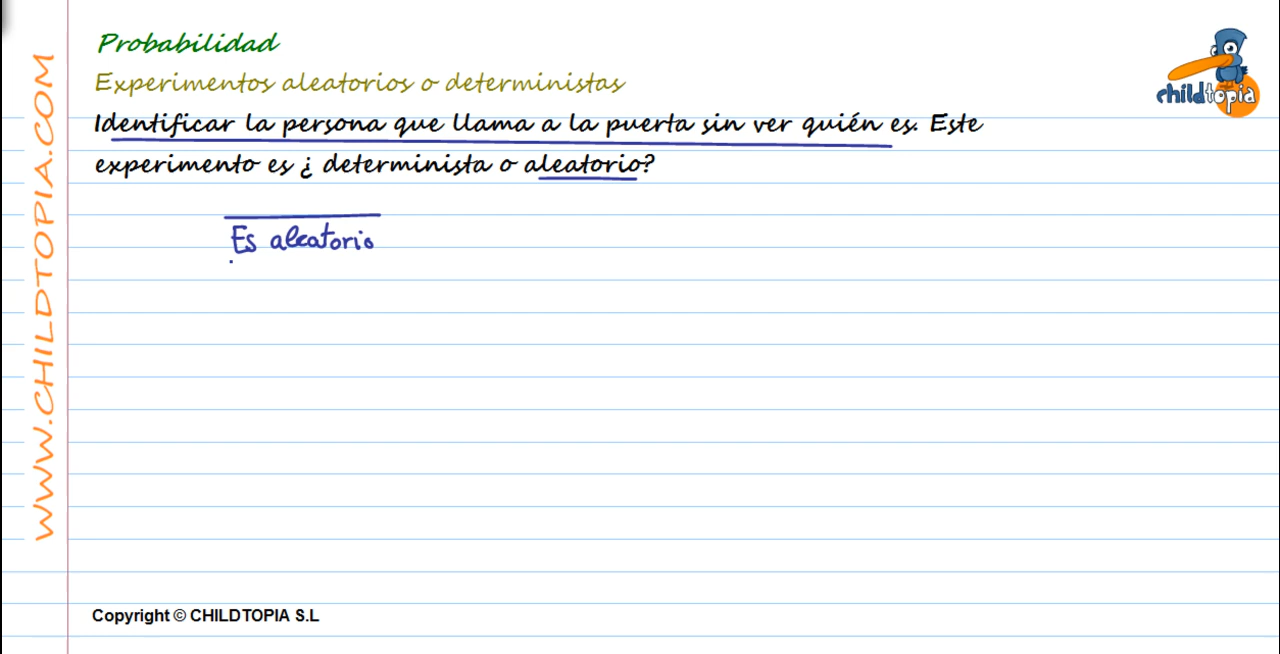 Probabilidad
Experimentos aleatorios o deterministas
Identificar la persona que llama a la puerta sin ver quién es. Este
experimento es ¿ determinista o aleatorio?
Es aleatorio
WWW.CHILDTOPIA.COM
childtopia
Copyright © CHILDTOPIA S.L